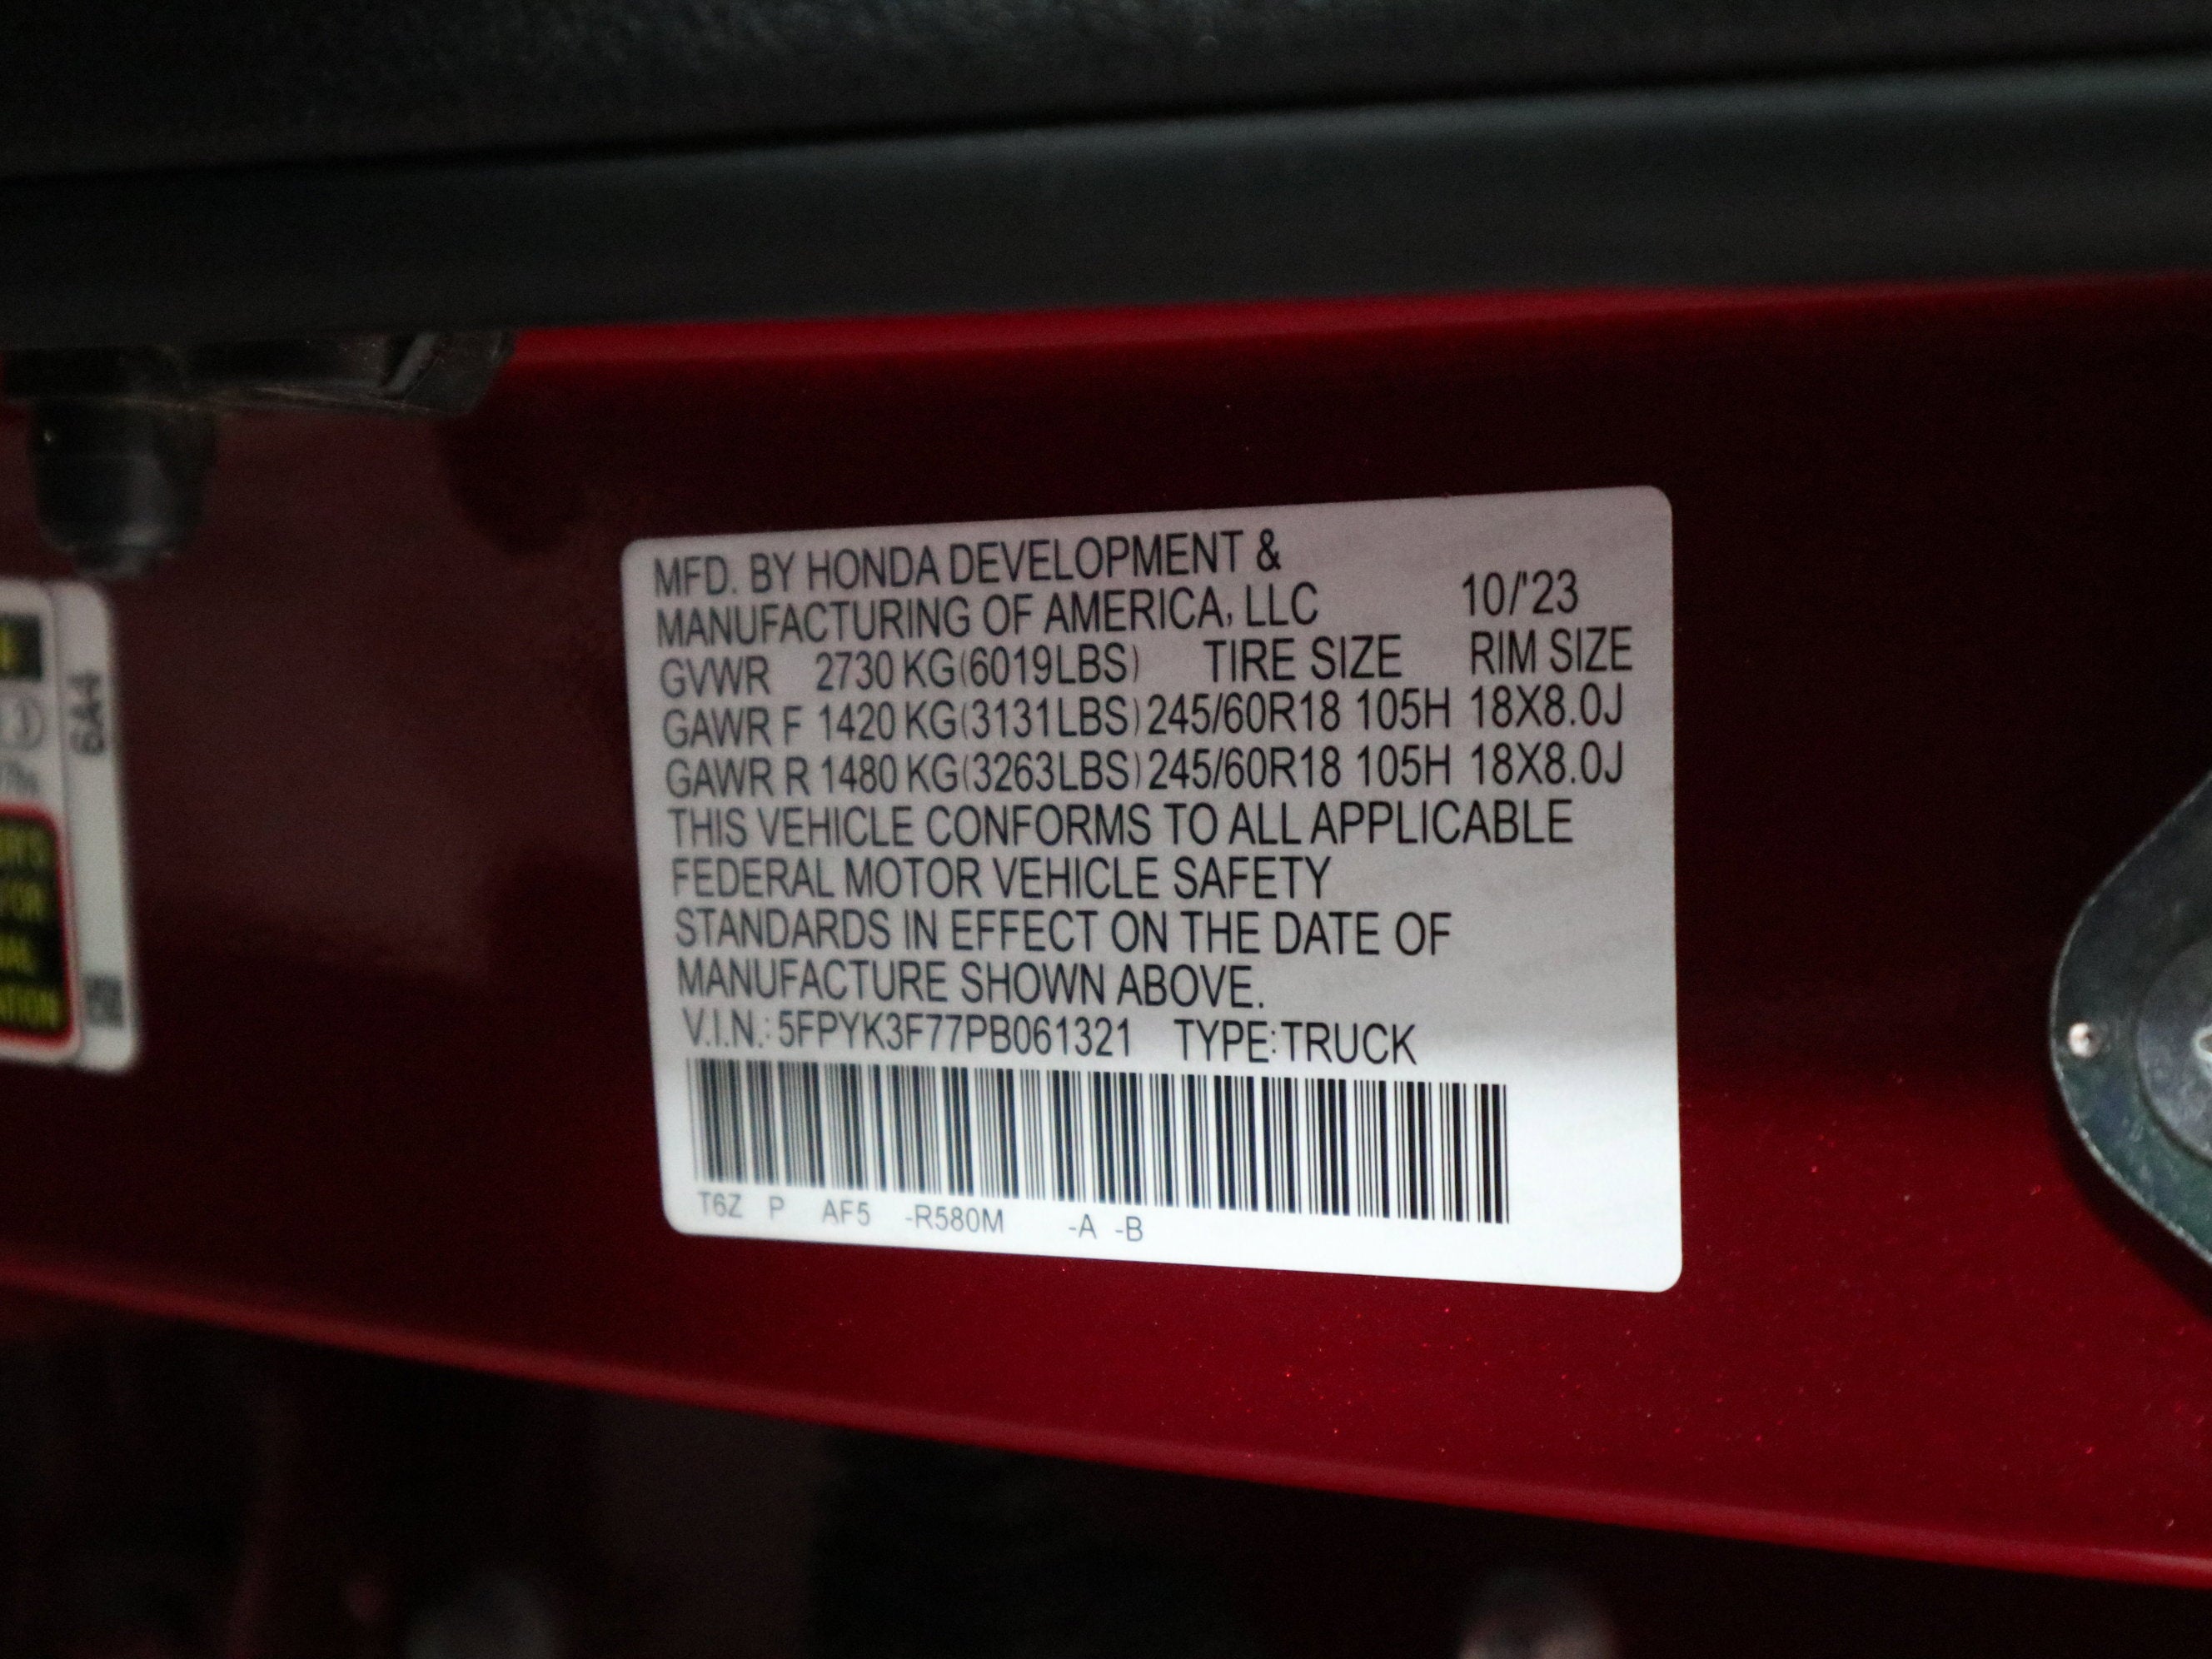 MFD. BY HONDA DEVELOPMENT &
MANUFACTURING OF AMERICA, LLC 10/'23
GVWR 2730 KG(6019LBS) TIRE SIZE RIM SIZE
GAWR F 1420 KG(3131LBS) 245/60R18 105H 18X8.0J
GAWR R 1480 KG(3263LBS) 245/60R18 105H 18X8.0J
THIS VEHICLE CONFORMS TO ALL APPLICABLE
FEDERAL MOTOR VEHICLE SAFETY
STANDARDS IN EFFECT ON THE DATE OF
MANUFACTURE SHOWN ABOVE.
V.I.N.: 5FPYK3F77PB061321 TYPE:TRUCK
T6Z P AF5 -R580M -A -B
6A4